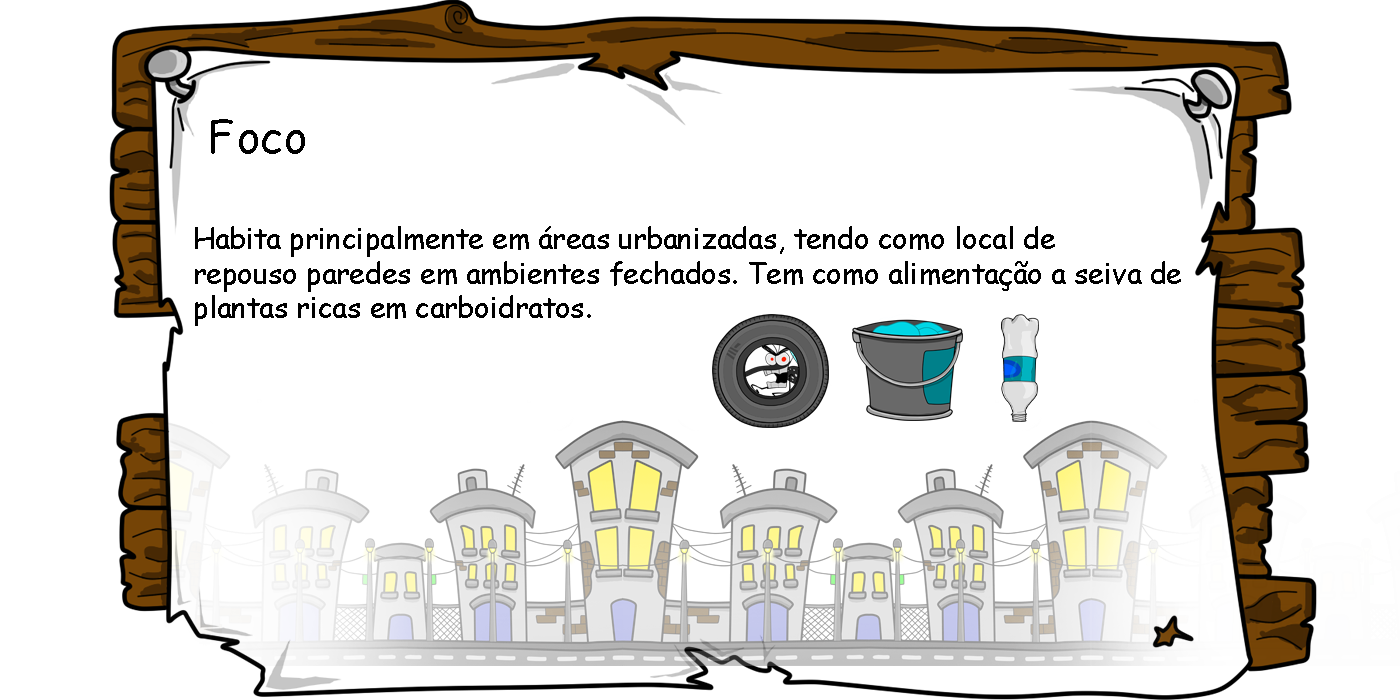 Foco
Habita principalmente em áreas urbanizadas, tendo como local de
repouso paredes em ambientes fechados. Tem como alimentação a seiva de
plantas ricas em carboidratos.